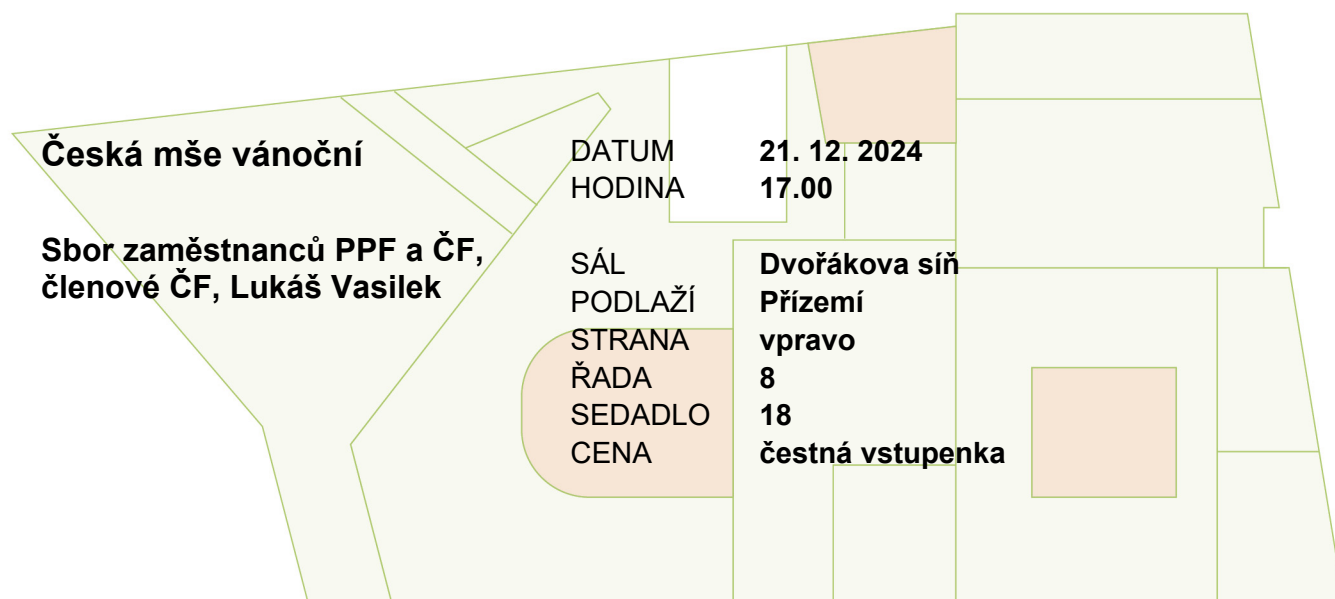 Česká mše vánoční
Sbor zaměstnanců PPF a ČF,
členové ČF, Lukáš Vasilek
DATUM 21. 12. 2024
HODINA 17.00
SÁL Dvořákova síň
PODLAŽÍ Přízemí
STRANA vpravo
ŘADA 8
SEDADLO 18
CENA čestná vstupenka